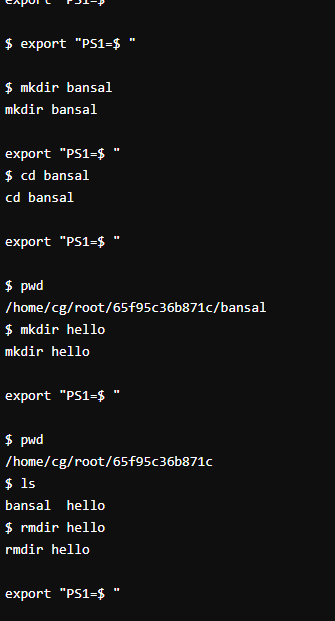 export "PS1=$ "
$ export "PS1=$ "
$ mkdir bansal
mkdir bansal
export "PS1=$ "
$ cd bansal
cd bansal
export "PS1=$ "
$ pwd
/home/cg/root/65f95c36b871c/bansal
$ mkdir hello
mkdir hello
export "PS1=$ "
$ pwd
/home/cg/root/65f95c36b871c
$ ls
bansal  hello
$ rmdir hello
rmdir hello
export "PS1=$ "